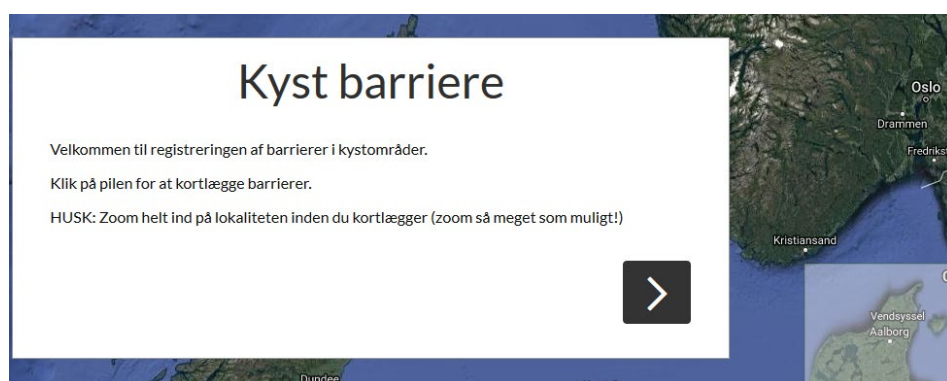 Kyst barriere
Velkommen til registreringen af barrierer i kystområder.
Klik på pilen for at kortlægge barrierer.
HUSK: Zoom helt ind på lokaliteten inden du kortlægger (zoom så meget som muligt!)
Oslo
Drammen
Fredriks
Kristiansand
Vendsyssel
Aalborg
Dundee